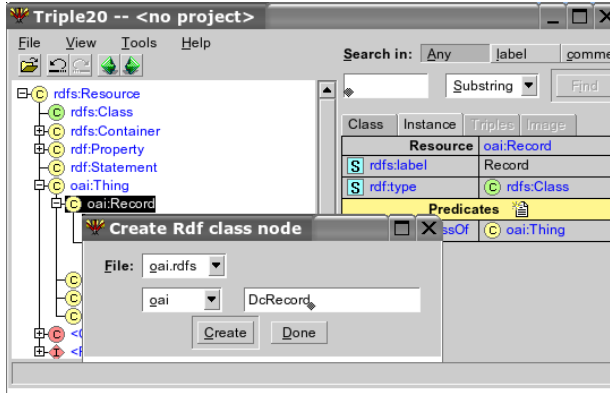 Triple20 -- <no project>
File View Tools Help
Search in: Any label comme
Substring Find
rdfs:Resource
rdfs:Class
rdfs:Container
rdf:Property
rdf:Statement
oai:Thing
oai:Record
Class Instance Triples Image
Resource oai:Record
S rdfs:label Record
S rdf:type C rdfs:Class
Predicates
ssOf C oai:Thing
Create Rdf class node
File: oai.rdfs
oai DcRecord
Create Done